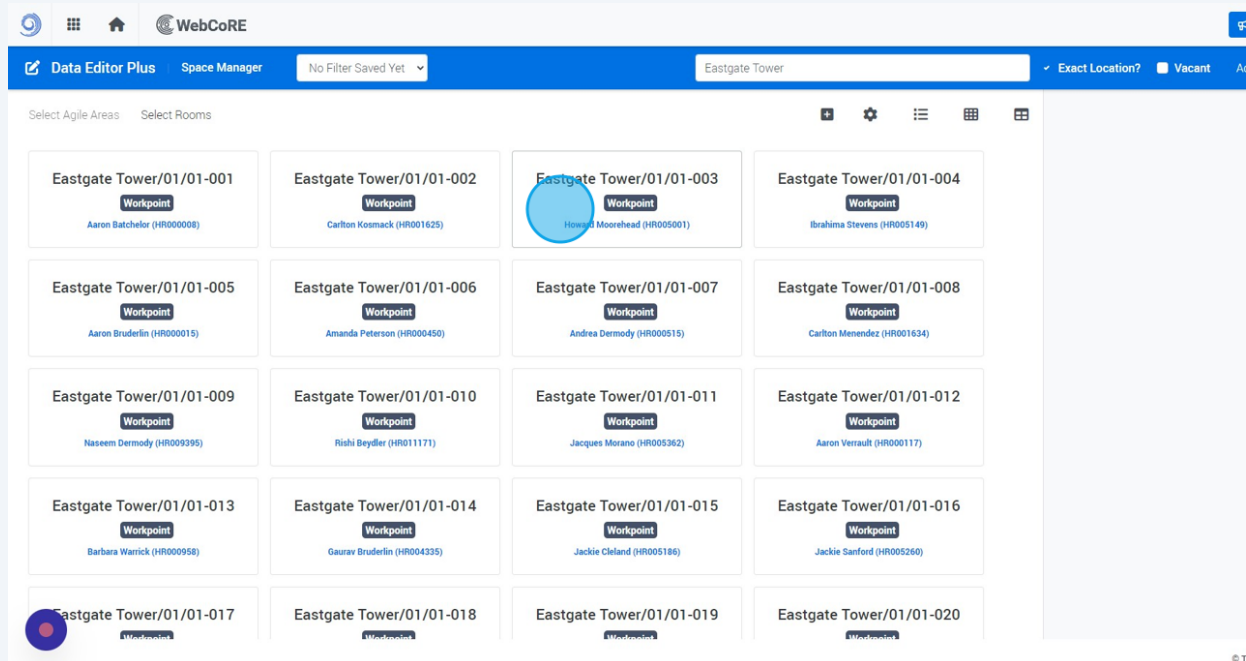 WebCoRE
Data Editor Plus Space Manager No Filter Saved Yet Eastgate Tower Exact Location? Vacant
Select Agile Areas Select Rooms
Eastgate Tower/01/01-001 Eastgate Tower/01/01-002 Eastgate Tower/01/01-003 Eastgate Tower/01/01-004
Workpoint Workpoint Workpoint Workpoint
Aaron Batchelor (HR000008) Carlton Kosmack (HR001625) Howard Moorehead (HR005001) Ibrahima Stevens (HR005149)
Eastgate Tower/01/01-005 Eastgate Tower/01/01-006 Eastgate Tower/01/01-007 Eastgate Tower/01/01-008
Workpoint Workpoint Workpoint Workpoint
Aaron Bruderlin (HR000015) Amanda Peterson (HR000450) Andrea Dermody (HR000515) Carlton Menendez (HR001634)
Eastgate Tower/01/01-009 Eastgate Tower/01/01-010 Eastgate Tower/01/01-011 Eastgate Tower/01/01-012
Workpoint Workpoint Workpoint Workpoint
Naseem Dermody (HR009395) Rishi Beydler (HR011171) Jacques Morano (HR005362) Aaron Verrault (HR000117)
Eastgate Tower/01/01-013 Eastgate Tower/01/01-014 Eastgate Tower/01/01-015 Eastgate Tower/01/01-016
Workpoint Workpoint Workpoint Workpoint
Barbara Warrick (HR000958) Gaurav Bruderlin (HR004335) Jackie Cleland (HR005186) Jackie Sanford (HR005260)
Eastgate Tower/01/01-017 Eastgate Tower/01/01-018 Eastgate Tower/01/01-019 Eastgate Tower/01/01-020
Workpoint Workpoint Workpoint Workpoint